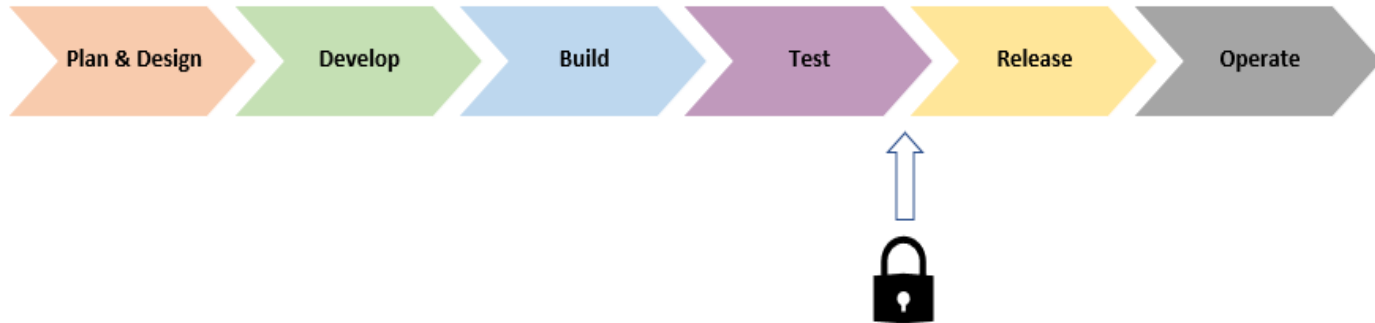 Plan & Design
Develop
Build
Test
Release
Operate